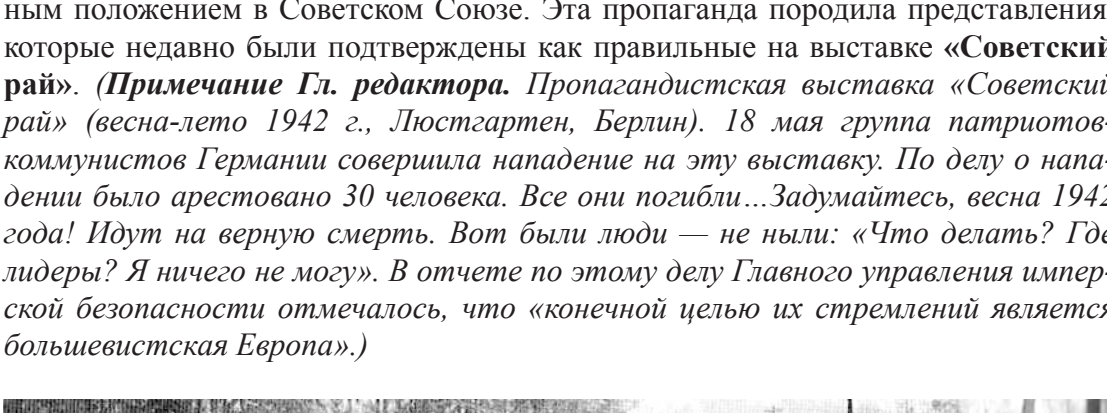 ным положением в Советском Союзе. Эта пропаганда породила представления
которые недавно были подтверждены как правильные на выставке «Советский
рай». (Примечание Гл. редактора. Пропагандистская выставка «Советский
рай» (весна-лето 1942 г., Люстгартен, Берлин). 18 мая группа патриотов-
коммунистов Германии совершила нападение на эту выставку. По делу о напа-
дении было арестовано 30 человека. Все они погибли…Задумайтесь, весна 1942
года! Идут на верную смерть. Вот были люди — не ныли: «Что делать? Где
лидеры? Я ничего не могу». В отчете по этому делу Главного управления импер-
ской безопасности отмечалось, что «конечной целью их стремлений является
большевистская Европа».)